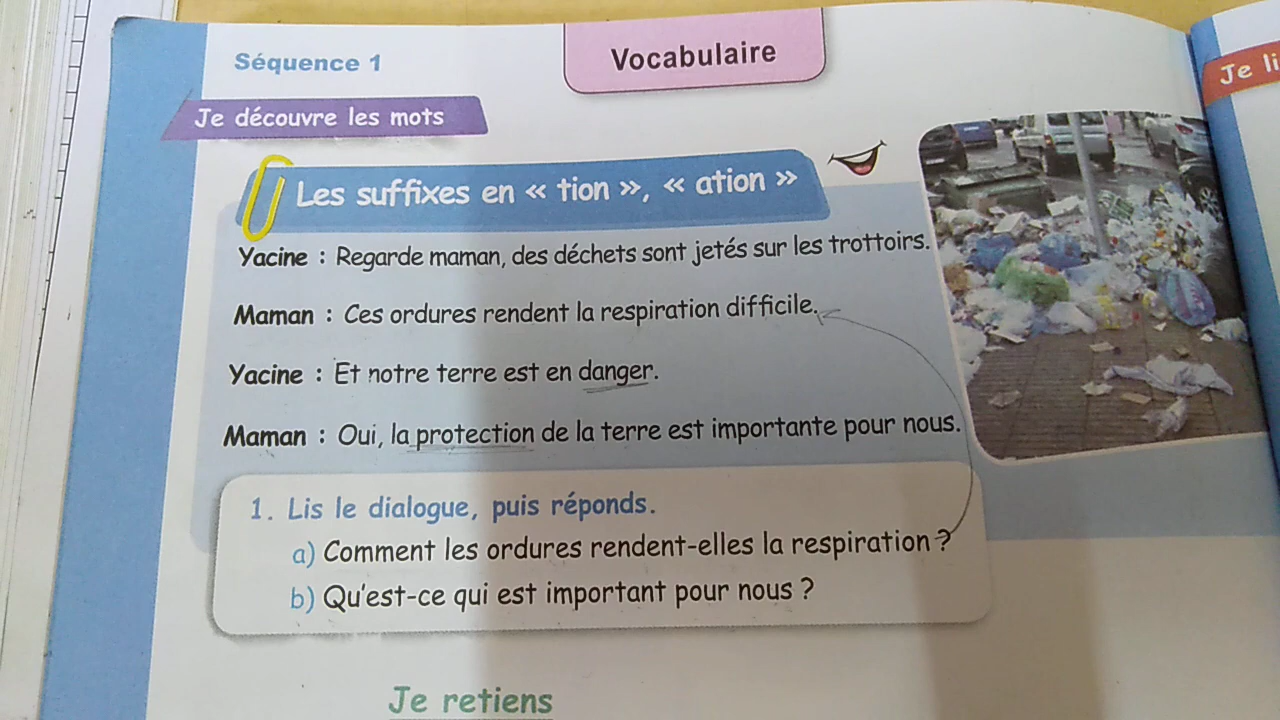 Séquence 1
Vocabulaire
Je li
Je découvre les mots
Les suffixes en « tion », « ation »
Yacine : Regarde maman, des déchets sont jetés sur les trottoirs.
Maman : Ces ordures rendent la respiration difficile.
Yacine : Et notre terre est en danger.
Maman : Oui, la protection de la terre est importante pour nous.
1. Lis le dialogue, puis réponds.
a) Comment les ordures rendent-elles la respiration ?
b) Qu'est-ce qui est important pour nous ?
Je retiens